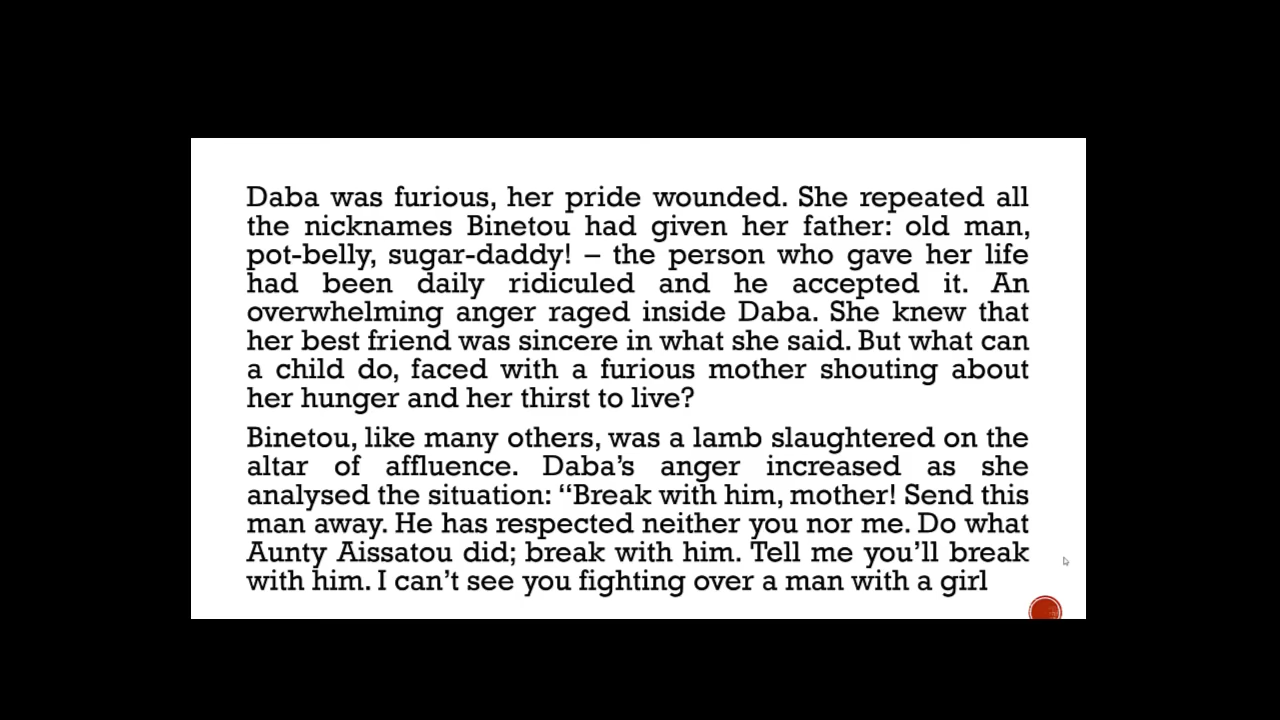 Daba was furious, her pride wounded. She repeated all
the nicknames Binetou had given her father: old man,
pot-belly, sugar-daddy! – the person who gave her life
had been daily ridiculed and he accepted it. An
overwhelming anger raged inside Daba. She knew that
her best friend was sincere in what she said. But what can
a child do, faced with a furious mother shouting about
her hunger and her thirst to live?
Binetou, like many others, was a lamb slaughtered on the
altar of affluence. Daba’s anger increased as she
analysed the situation: “Break with him, mother! Send this
man away. He has respected neither you nor me. Do what
Aunty Aissatou did; break with him. Tell me you’ll break
with him. I can’t see you fighting over a man with a girl